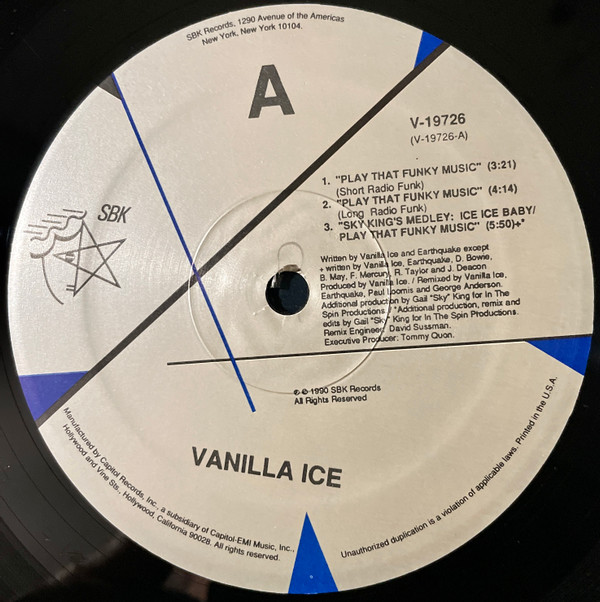 SBK Records, 1290 Avenue of the Americas
New York, New York 10104.
A
V-19726
(V-19726-A)
SBK
1. "PLAY THAT FUNKY MUSIC" (3:21)
(Short Radio Funk)
2. "PLAY THAT FUNKY MUSIC" (4:14)
(Long Radio Funk)
3. "SKY KING'S MEDLEY: ICE ICE BABY/
PLAY THAT FUNKY MUSIC" (5:50)+*
Written by Vanilla Ice and Earthquake except
+ written by Vanilla Ice, Earthquake, D. Bowie,
B. May, F. Mercury, R. Taylor and J. Deacon
Produced by Vanilla Ice. / Remixed by Vanilla Ice,
Earthquake, Paul Loomis and George Anderson.
Additional production by Gail "Sky" King for In The
Spin Productions. / *Additional production, remix and
edits by Gail "Sky" King for In The Spin Productions.
Remix Engineer: David Sussman.
Executive Producer: Tommy Quon.
℗ © 1990 SBK Records
All Rights Reserved
VANILLA ICE
Manufactured by Capitol Records, Inc., a subsidiary of Capitol-EMI Music, Inc.,
Hollywood and Vine Sts., Hollywood, California 90028. All rights reserved.
Unauthorized duplication is a violation of applicable laws. Printed in the U.S.A.